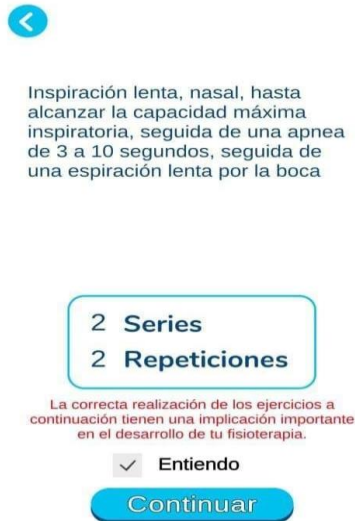 Inspiración lenta, nasal, hasta
alcanzar la capacidad máxima
inspiratoria, seguida de una apnea
de 3 a 10 segundos, seguida de
una espiración lenta por la boca
2 Series
2 Repeticiones
La correcta realización de los ejercicios a
continuación tienen una implicación importante
en el desarrollo de tu fisioterapia.
Entiendo
Continuar